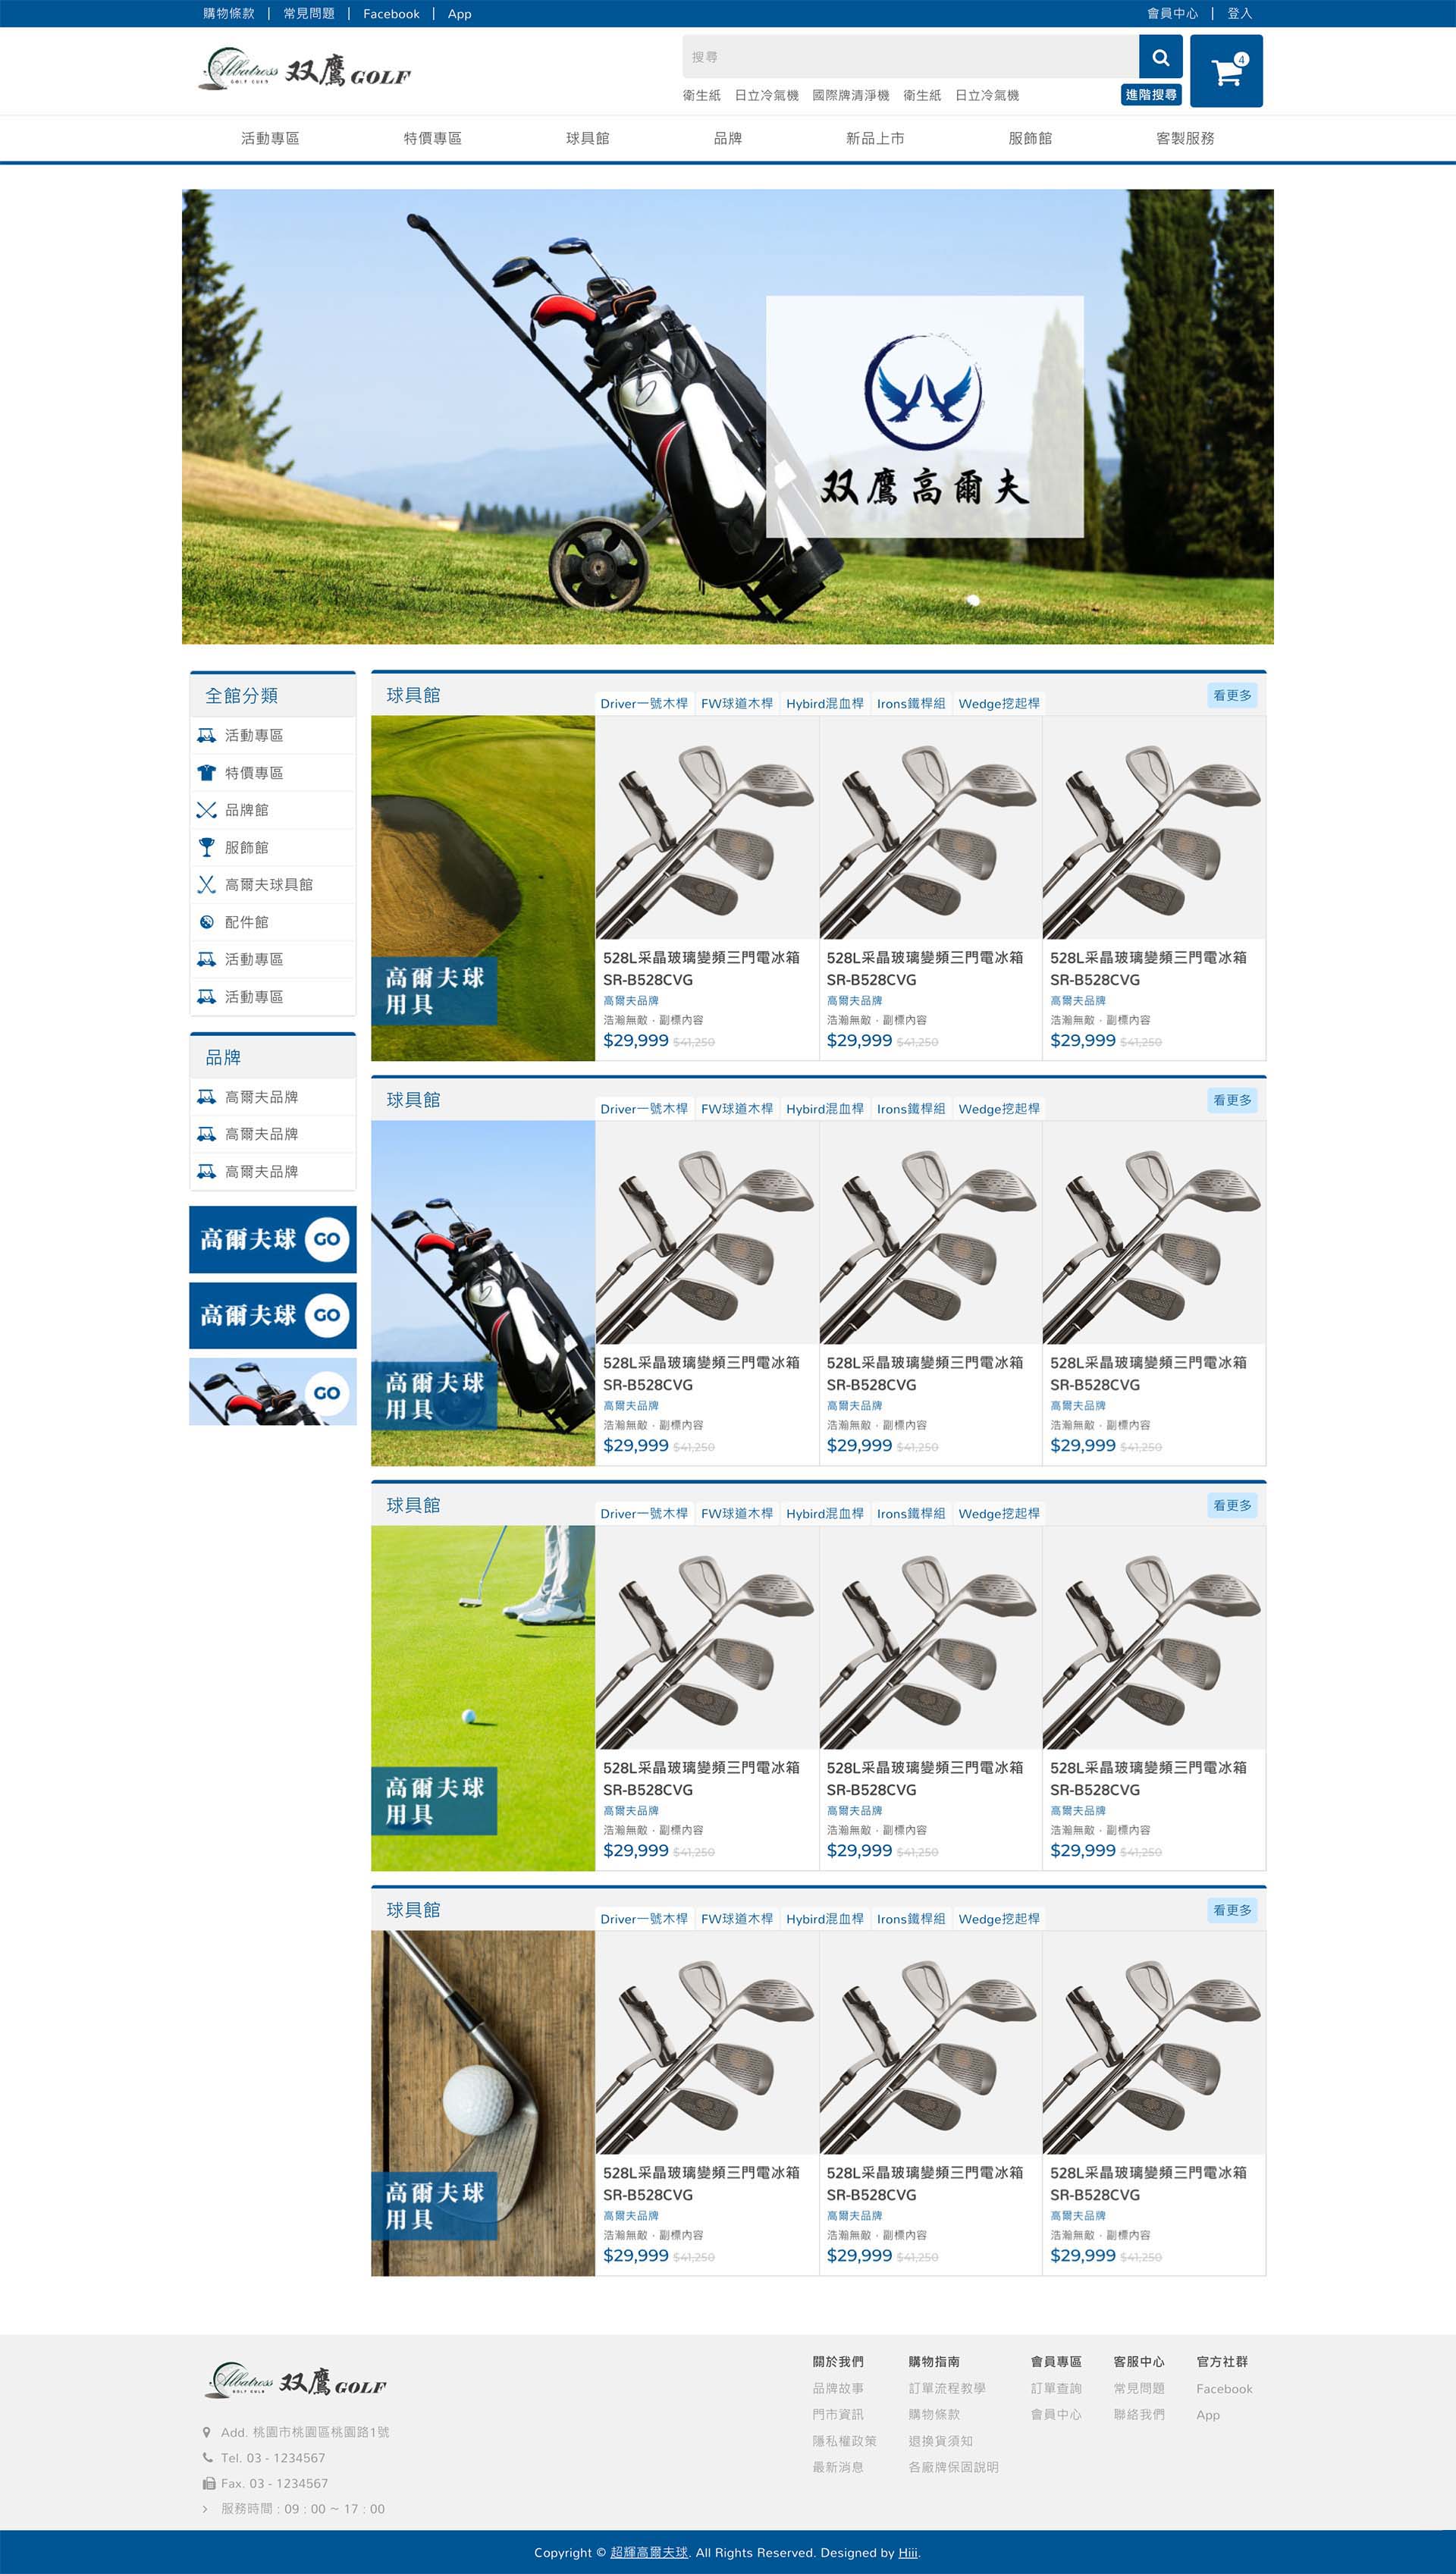 購物條款 | 常見問題 | Facebook | App
會員中心 | 登入
Albatross
GOLF CLUB
双鷹 GOLF
搜尋
4
衛生紙 日立冷氣機 國際牌清淨機 衛生紙 日立冷氣機
進階搜尋
活動專區 特價專區 球具館 品牌 新品上市 服飾館 客製服務
双鷹高爾夫
全館分類
活動專區
特價專區
品牌館
服飾館
高爾夫球具館
配件館
活動專區
活動專區
品牌
高爾夫品牌
高爾夫品牌
高爾夫品牌
高爾夫球 GO
高爾夫球 GO
GO
球具館
Driver一號木桿 FW球道木桿 Hybird混血桿 Irons鐵桿組 Wedge挖起桿
看更多
高爾夫球
用具
528L采晶玻璃變頻三門電冰箱
SR-B528CVG
高爾夫品牌
浩瀚無敵 · 副標內容
$29,999 $41,250
528L采晶玻璃變頻三門電冰箱
SR-B528CVG
高爾夫品牌
浩瀚無敵 · 副標內容
$29,999 $41,250
528L采晶玻璃變頻三門電冰箱
SR-B528CVG
高爾夫品牌
浩瀚無敵 · 副標內容
$29,999 $41,250
球具館
Driver一號木桿 FW球道木桿 Hybird混血桿 Irons鐵桿組 Wedge挖起桿
看更多
高爾夫球
用具
528L采晶玻璃變頻三門電冰箱
SR-B528CVG
高爾夫品牌
浩瀚無敵 · 副標內容
$29,999 $41,250
528L采晶玻璃變頻三門電冰箱
SR-B528CVG
高爾夫品牌
浩瀚無敵 · 副標內容
$29,999 $41,250
528L采晶玻璃變頻三門電冰箱
SR-B528CVG
高爾夫品牌
浩瀚無敵 · 副標內容
$29,999 $41,250
球具館
Driver一號木桿 FW球道木桿 Hybird混血桿 Irons鐵桿組 Wedge挖起桿
看更多
高爾夫球
用具
528L采晶玻璃變頻三門電冰箱
SR-B528CVG
高爾夫品牌
浩瀚無敵 · 副標內容
$29,999 $41,250
528L采晶玻璃變頻三門電冰箱
SR-B528CVG
高爾夫品牌
浩瀚無敵 · 副標內容
$29,999 $41,250
528L采晶玻璃變頻三門電冰箱
SR-B528CVG
高爾夫品牌
浩瀚無敵 · 副標內容
$29,999 $41,250
球具館
Driver一號木桿 FW球道木桿 Hybird混血桿 Irons鐵桿組 Wedge挖起桿
看更多
高爾夫球
用具
528L采晶玻璃變頻三門電冰箱
SR-B528CVG
高爾夫品牌
浩瀚無敵 · 副標內容
$29,999 $41,250
528L采晶玻璃變頻三門電冰箱
SR-B528CVG
高爾夫品牌
浩瀚無敵 · 副標內容
$29,999 $41,250
528L采晶玻璃變頻三門電冰箱
SR-B528CVG
高爾夫品牌
浩瀚無敵 · 副標內容
$29,999 $41,250
Albatross
GOLF CLUB
双鷹 GOLF
Add. 桃園市桃園區桃園路1號
Tel. 03 - 1234567
Fax. 03 - 1234567
服務時間 : 09 : 00 ~ 17 : 00
關於我們
品牌故事
門市資訊
隱私權政策
最新消息
購物指南
訂單流程教學
購物條款
退換貨須知
各廠牌保固說明
會員專區
訂單查詢
會員中心
客服中心
常見問題
聯絡我們
官方社群
Facebook
App
Copyright © 超輝高爾夫球. All Rights Reserved. Designed by Hiii.